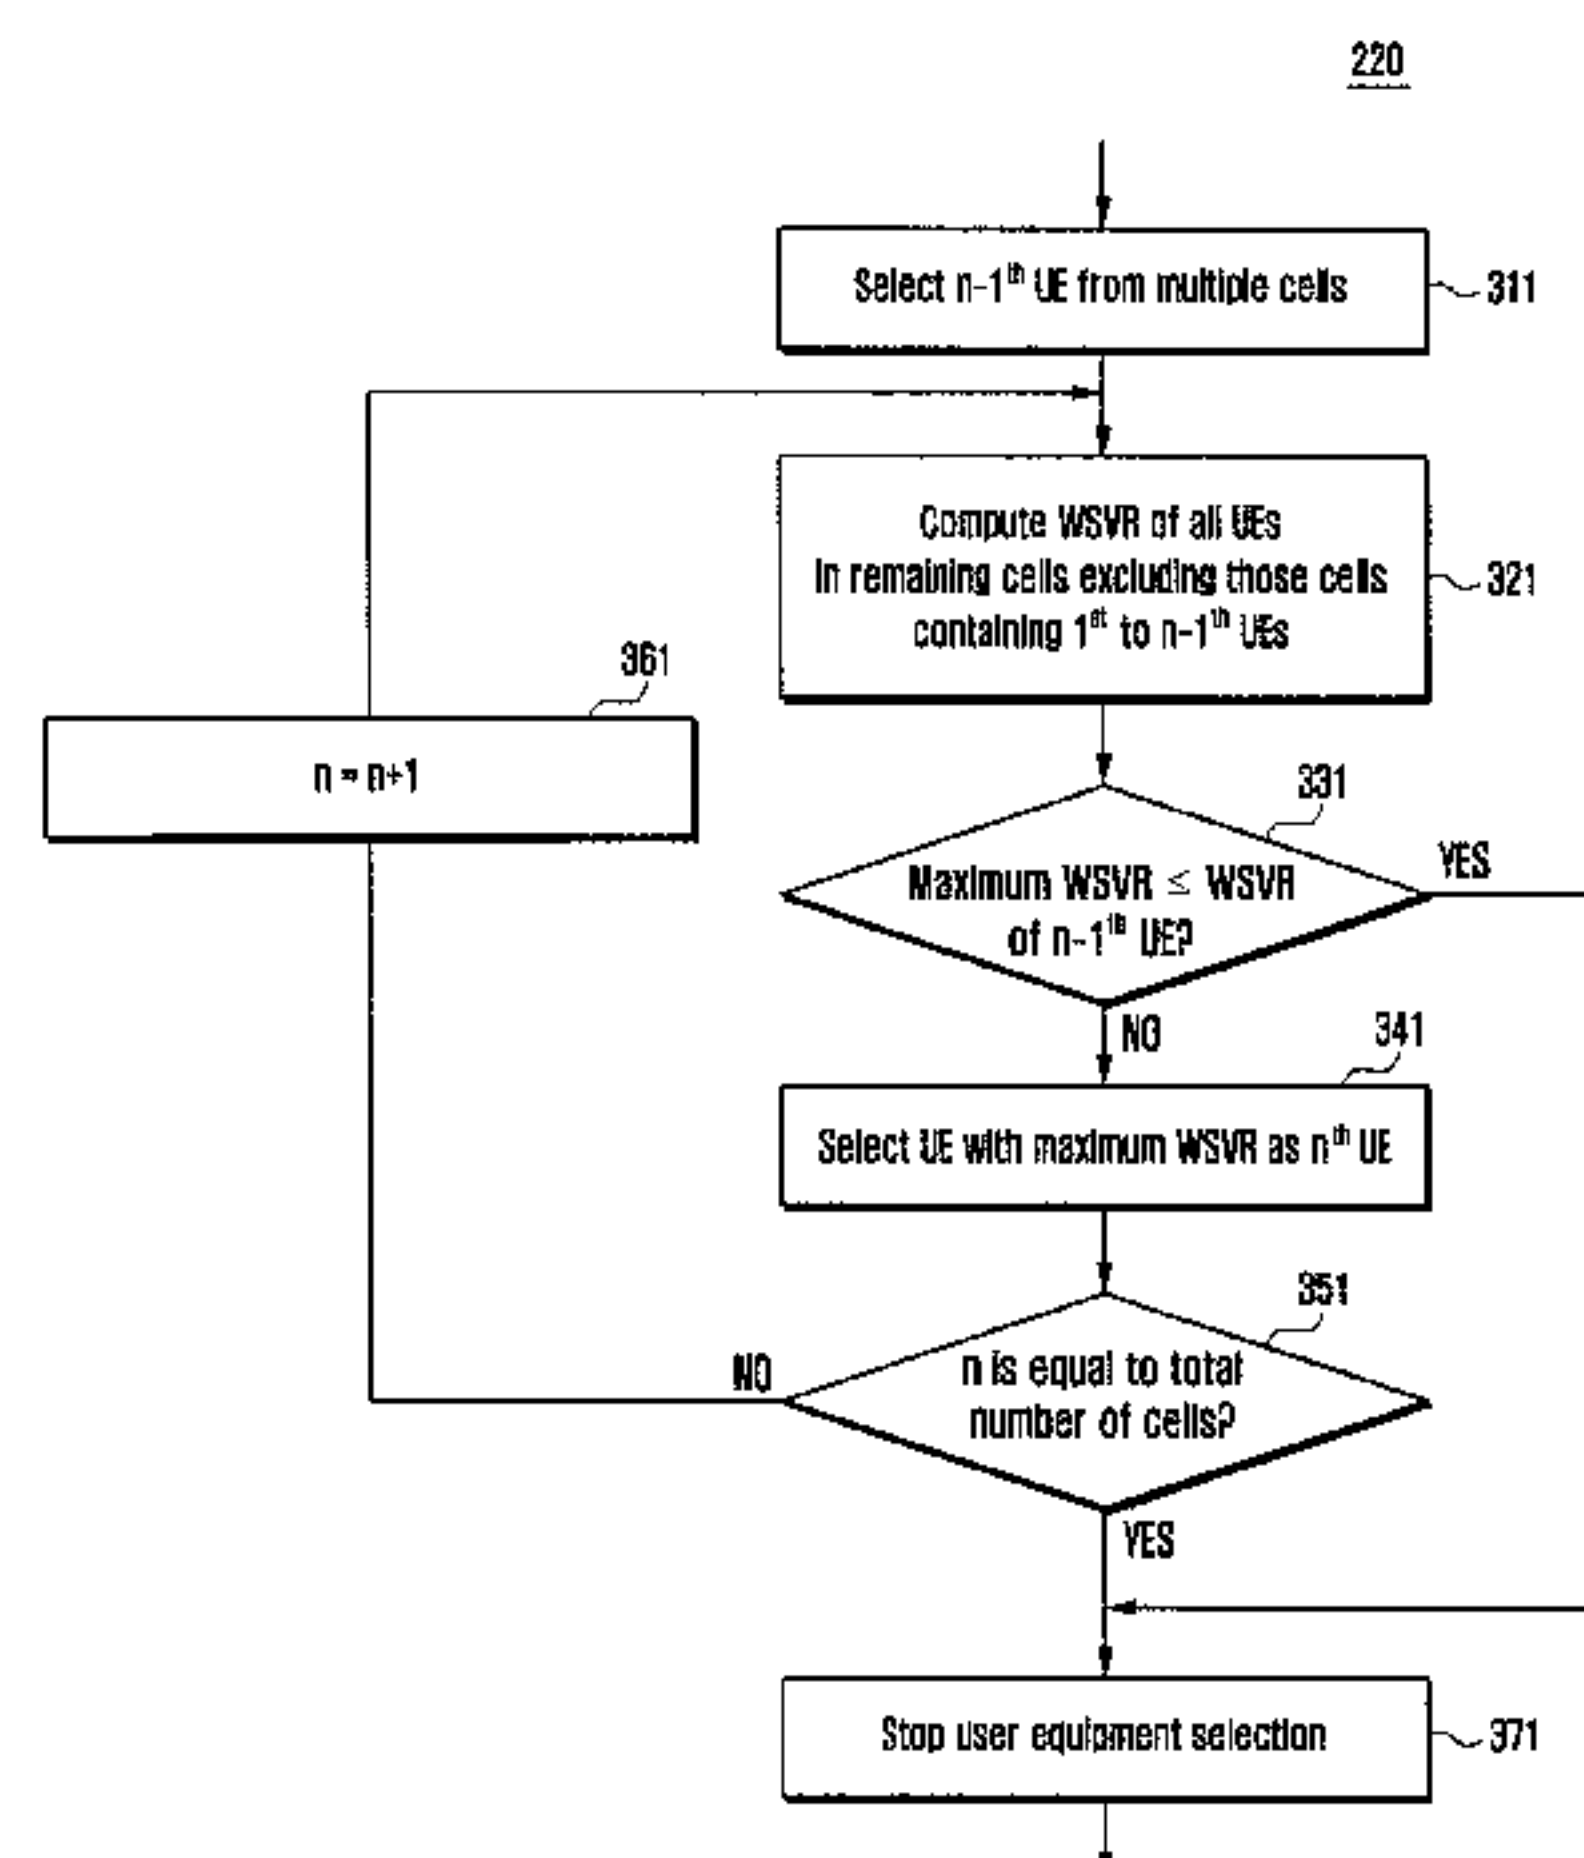 220
Select n-1th UE from multiple cells
311
Compute WSVR of all UEs
in remaining cells excluding those cells
containing 1st to n-1th UEs
321
361
n = n+1
331
Maximum WSVR ≤ WSVR
of n-1th UE?
YES
NO
341
Select UE with maximum WSVR as nth UE
351
n is equal to total
number of cells?
NO
YES
Stop user equipment selection
371